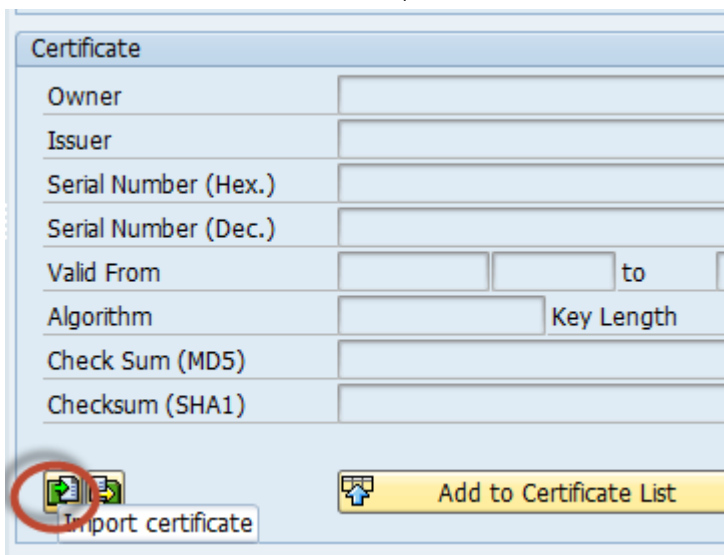 Certificate
Owner
Issuer
Serial Number (Hex.)
Serial Number (Dec.)
Valid From to
Algorithm Key Length
Check Sum (MD5)
Checksum (SHA1)
Add to Certificate List
Import certificate